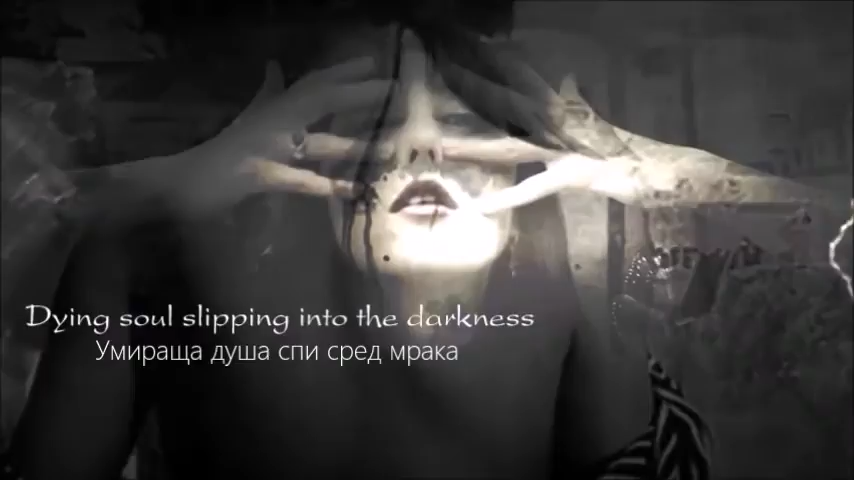 Dying soul slipping into the darkness
Умираща душа спи сред мрака